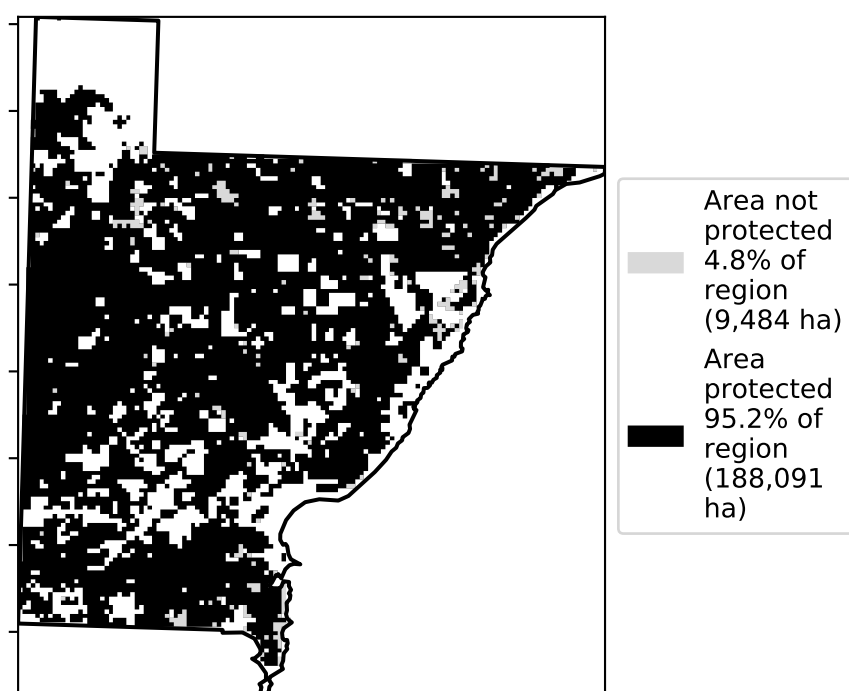 Area not
protected
4.8% of
region
(9,484 ha)
Area
protected
95.2% of
region
(188,091
ha)